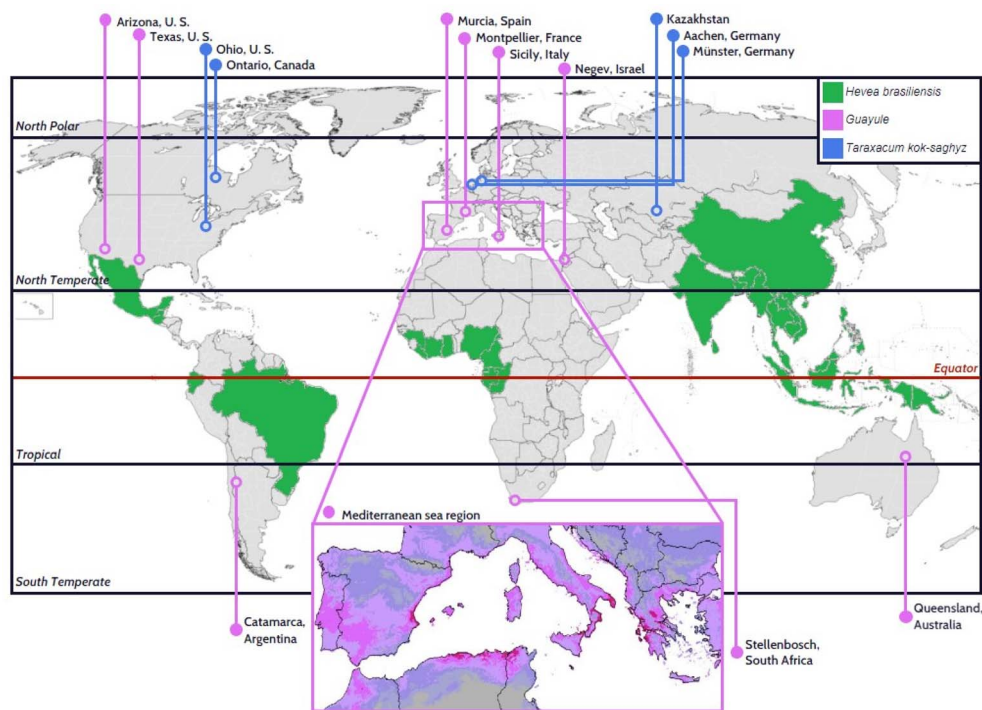 Arizona, U. S.
Texas, U. S.
Ohio, U. S.
Ontario, Canada
Murcia, Spain
Montpellier, France
Sicily, Italy
Negev, Israel
Kazakhstan
Aachen, Germany
Münster, Germany
Hevea brasiliensis
Guayule
Taraxacum kok-saghyz
North Polar
North Temperate
Equator
Tropical
South Temperate
Mediterranean sea region
Catamarca,
Argentina
Stellenbosch,
South Africa
Queensland,
Australia